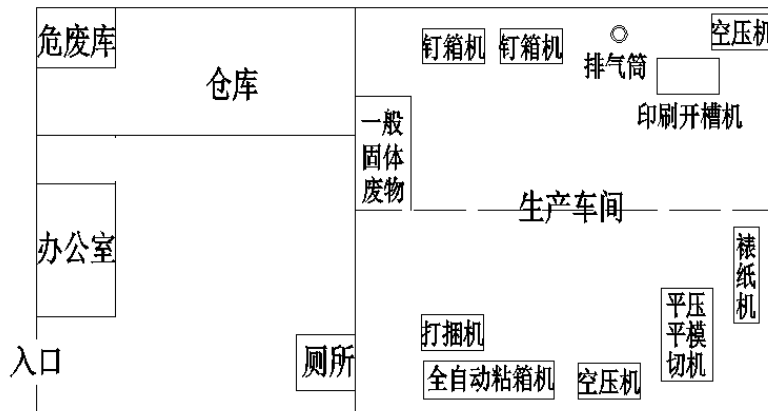 危废库
仓库
钉箱机
钉箱机
排气筒
空压机
印刷开槽机
一般
固体
废物
生产车间
办公室
裱
纸
机
平压
平模
切机
打捆机
入口
厕所
全自动粘箱机
空压机